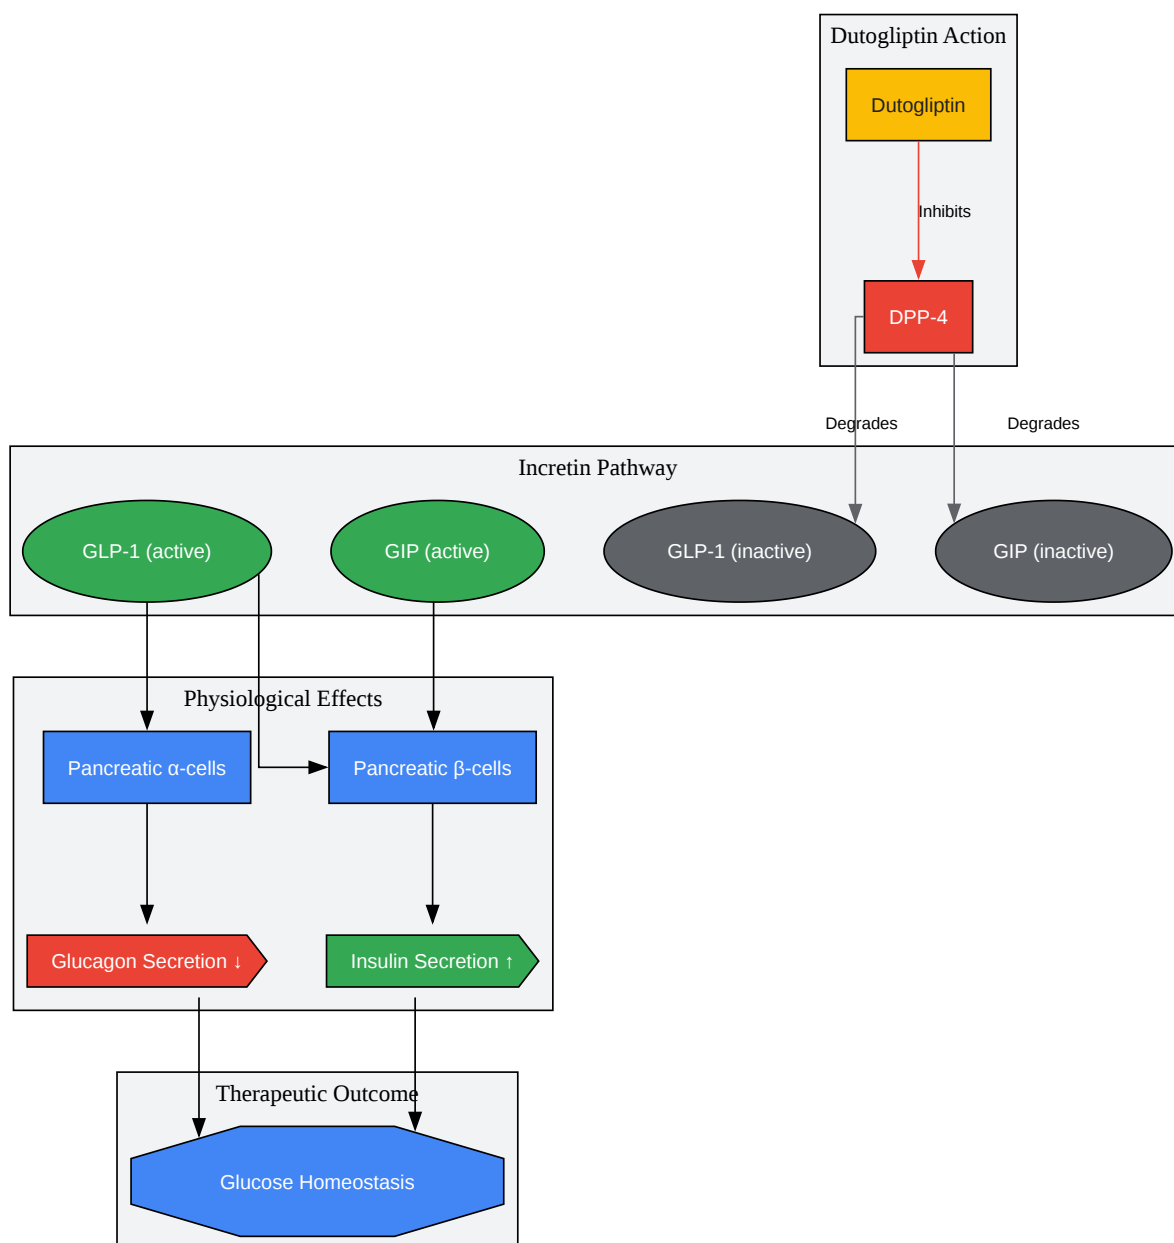 Dutogliptin Action
Dutogliptin
Inhibits
DPP-4
Degrades
Degrades
Incretin Pathway
GLP-1 (active)
GIP (active)
GLP-1 (inactive)
GIP (inactive)
Physiological Effects
Pancreatic α-cells
Pancreatic β-cells
Glucagon Secretion ↓
Insulin Secretion ↑
Therapeutic Outcome
Glucose Homeostasis